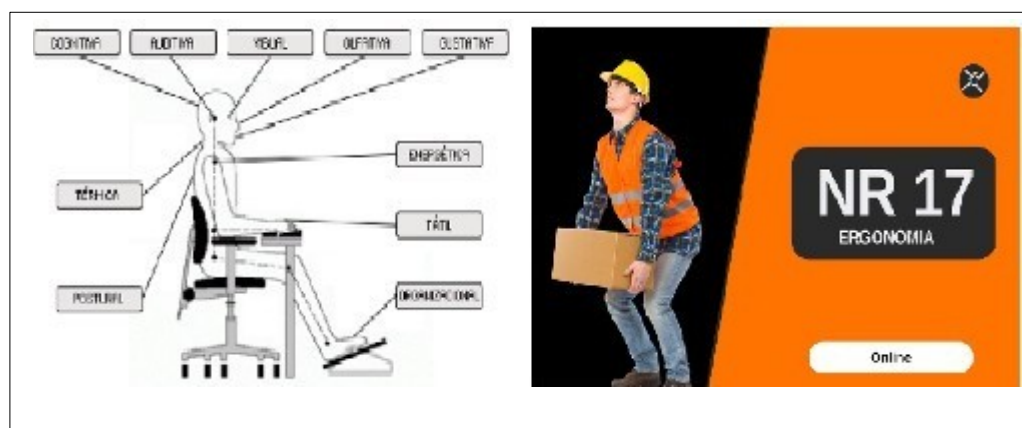 COGNITIVA AUDITIVA VISUAL OLFATIVA GUSTATIVA
ENERGÉTICA
TÉRMICA
TÁTIL
POSTURAL
ORGANIZACIONAL
NR 17
ERGONOMIA
Online